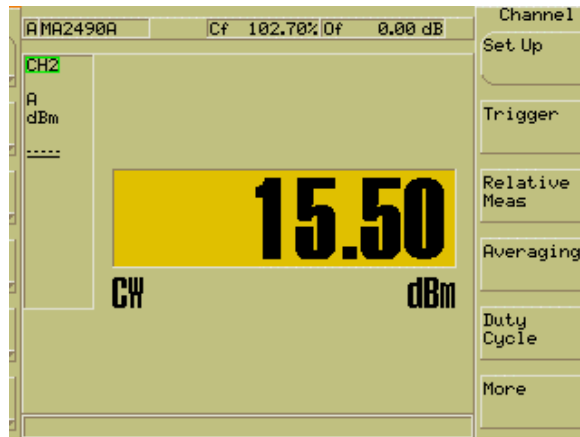 A MA2490A Cf 102.70% Of 0.00 dB
CH2
A
dBm
-----
15.50
CW dBm
Channel
Set Up
Trigger
Relative
Meas
Averaging
Duty
Cycle
More